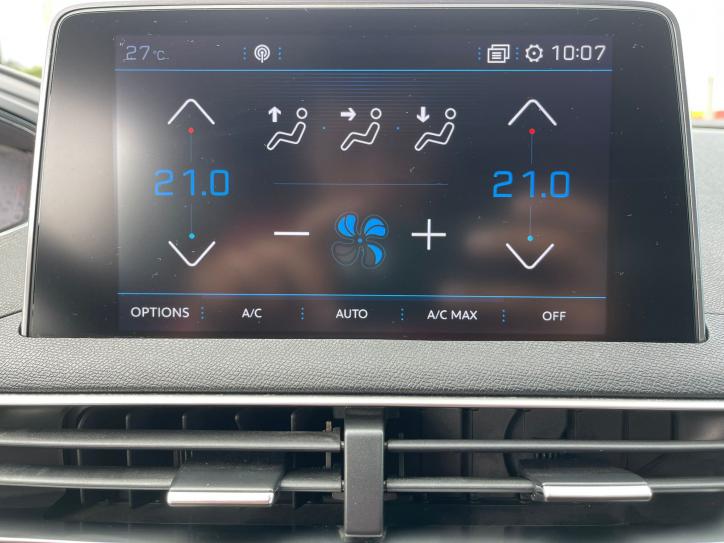 27°C 10:07
21.0 21.0
OPTIONS A/C AUTO A/C MAX OFF